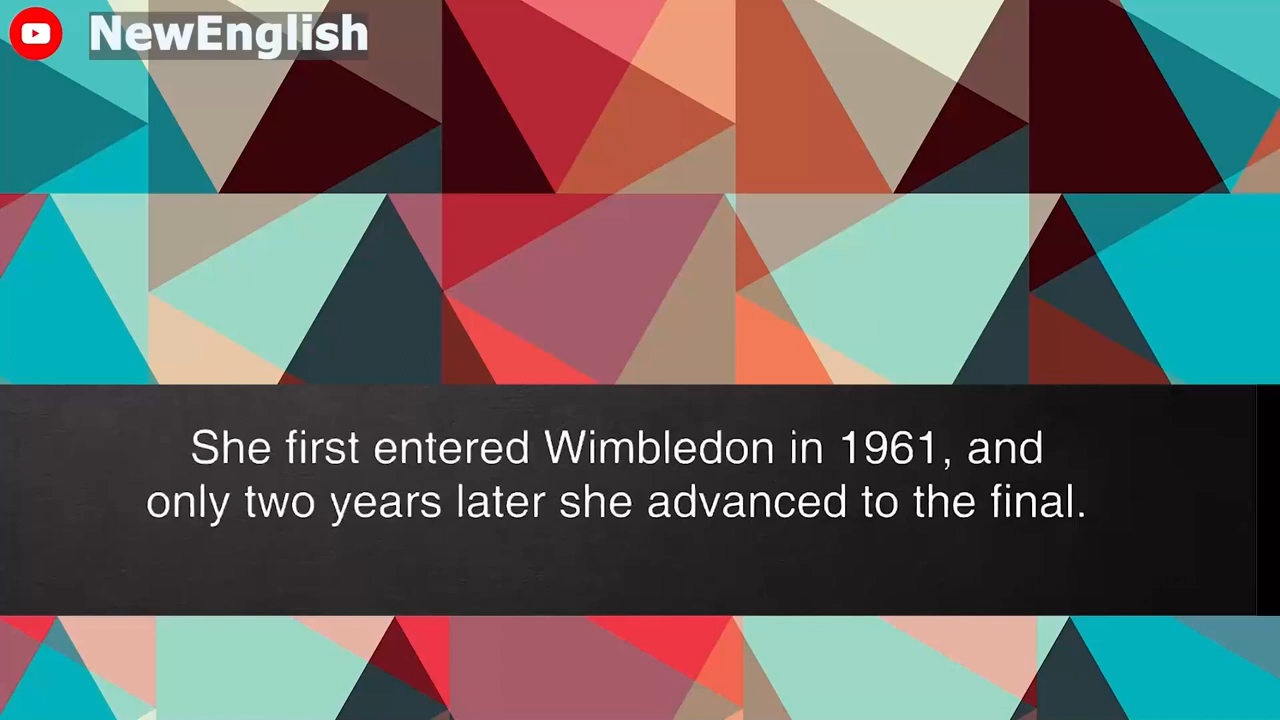 NewEnglish
She first entered Wimbledon in 1961, and
only two years later she advanced to the final.